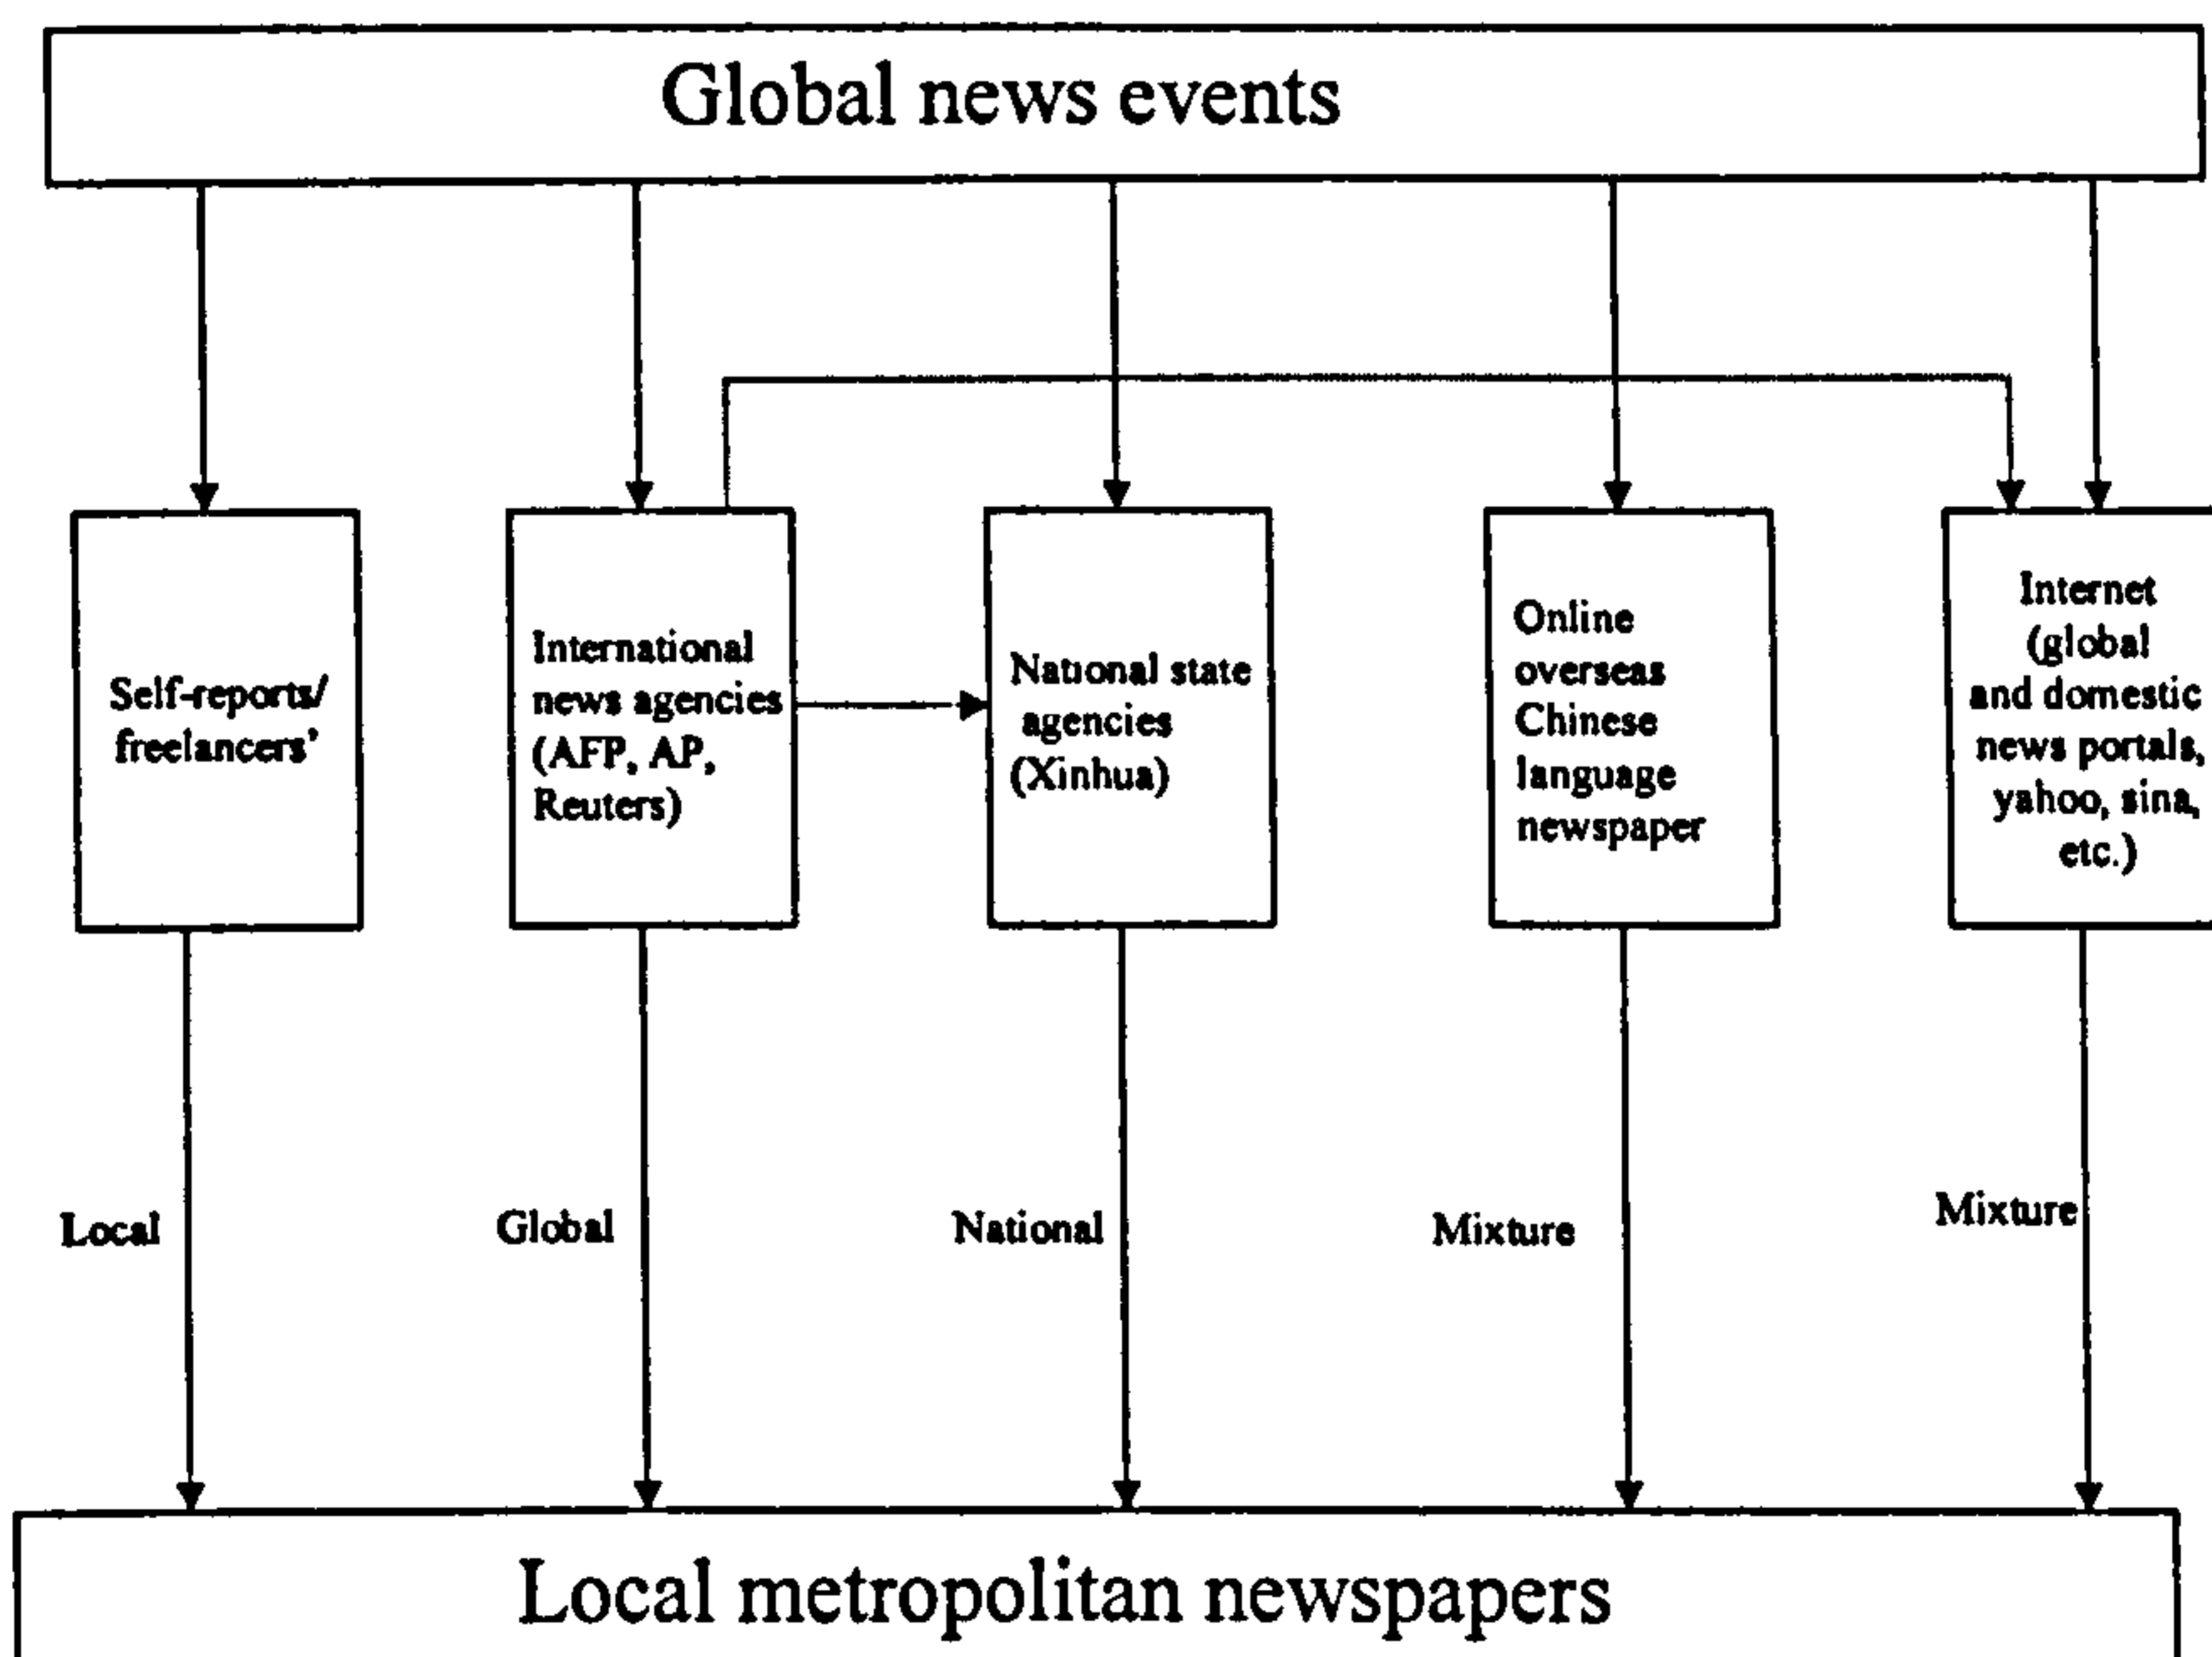 Global news events
Self-reports/
freelancers'
International
news agencies
(AFP, AP,
Reuters)
National state
agencies
(Xinhua)
Online
overseas
Chinese
language
newspaper
Internet
(global
and domestic
news portals,
yahoo, sina,
etc.)
Local
Global
National
Mixture
Mixture
Local metropolitan newspapers